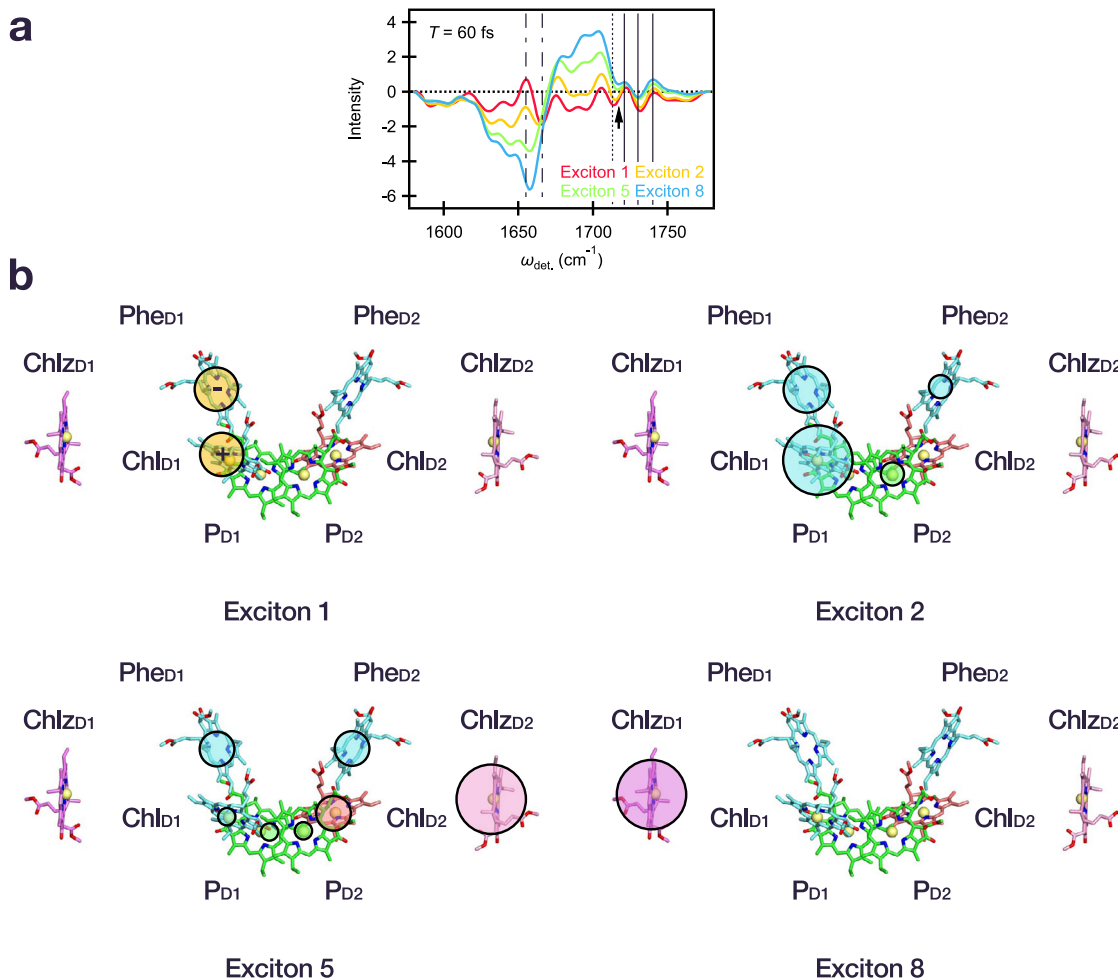 a
T = 60 fs
Intensity
4
2
0
-2
-4
-6
Exciton 1 Exciton 2
Exciton 5 Exciton 8
1600 1650 1700 1750
ωdet. (cm⁻¹)
b
PheD1 PheD2 PheD1 PheD2
ChlzD1 ChlzD2 ChlzD1 ChlzD2
-
+
ChlD1 ChlD2 ChlD1 ChlD2
PD1 PD2 PD1 PD2
Exciton 1 Exciton 2
PheD1 PheD2 PheD1 PheD2
ChlzD1 ChlzD2 ChlzD1 ChlzD2
ChlD1 ChlD2 ChlD1 ChlD2
PD1 PD2 PD1 PD2
Exciton 5 Exciton 8